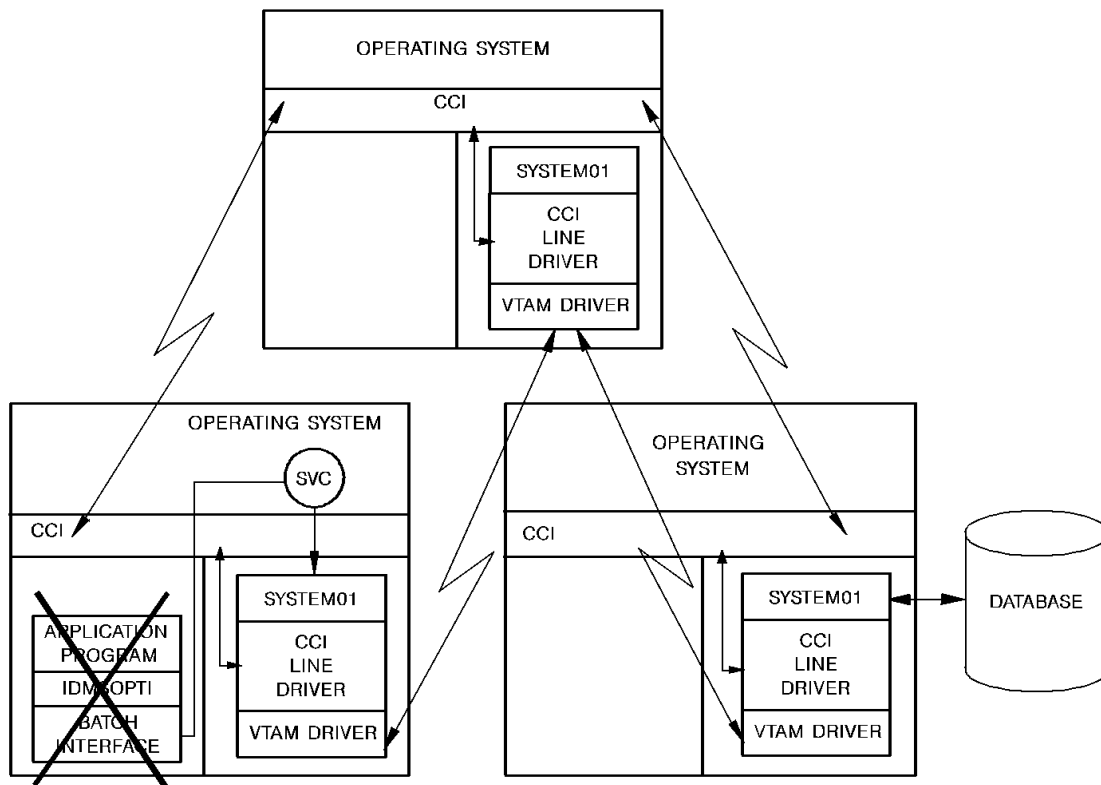 OPERATING SYSTEM
CCI
SYSTEM01
CCI
LINE
DRIVER
VTAM DRIVER
OPERATING SYSTEM
SVC
CCI
APPLICATION
PROGRAM
IDMSOPTI
BATCH
INTERFACE
SYSTEM01
CCI
LINE
DRIVER
VTAM DRIVER
OPERATING
SYSTEM
CCI
SYSTEM01
CCI
LINE
DRIVER
VTAM DRIVER
DATABASE